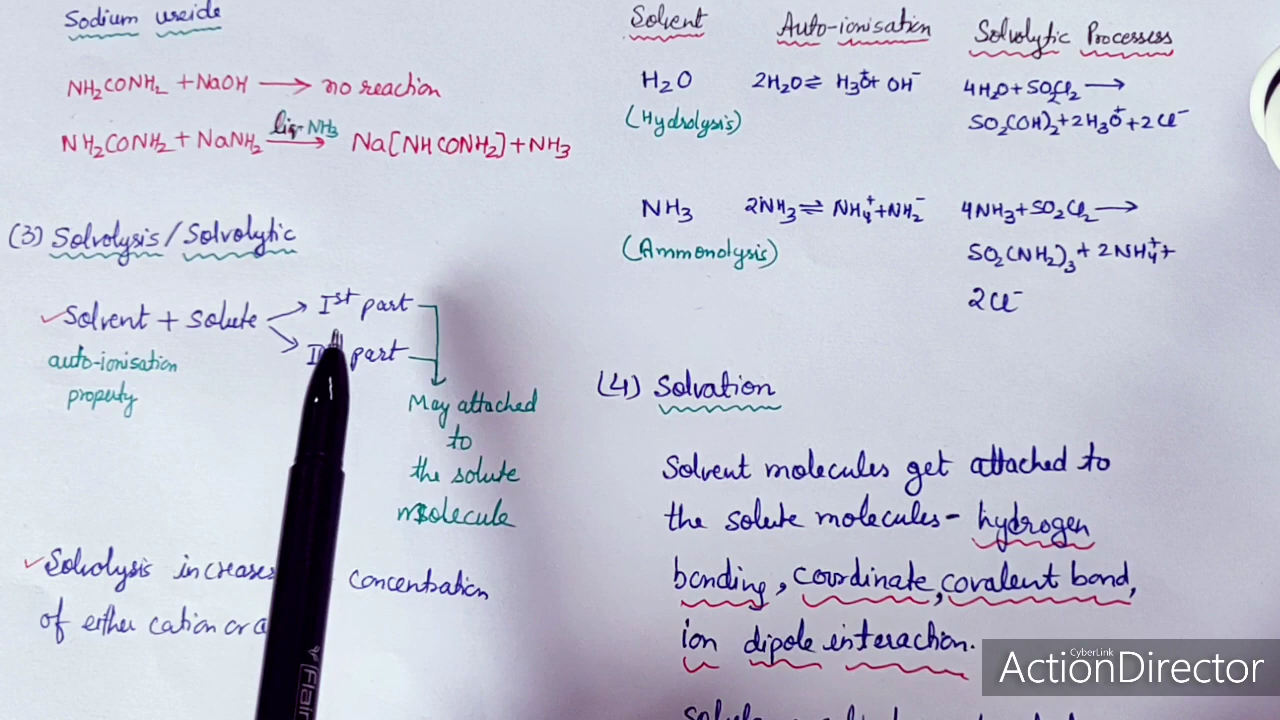 Sodium ureide
NH₂CONH₂ + NaOH ⟶ no reaction
NH₂CONH₂ + NaNH₂ ⟶ liq. NH₃ Na[NHCONH₂] + NH₃
(3) Solvolysis / Solvolytic
✓ Solvent + Solute
Iˢᵗ part
part
auto-ionisation
property
May attached
to
the solute
molecule
✓ Solvolysis increases concentration
of either cation or a
Solvent Auto-ionisation Solvolytic Processess
H₂O 2H₂O ⇌ H₃O⁺ + OH⁻ 4H₂O + SO₂Cl₂ ⟶
(Hydrolysis) SO₂(OH)₂ + 2H₃O⁺ + 2Cl⁻
NH₃ 2NH₃ ⇌ NH₄⁺ + NH₂⁻ 4NH₃ + SO₂Cl₂ ⟶
(Ammonolysis) SO₂(NH₂)₃ + 2NH₄⁺ +
2Cl⁻
(4) Solvation
Solvent molecules get attached to
the solute molecules - hydrogen
bonding, coordinate, covalent bond,
ion dipole interaction.
Flair
CyberLink
ActionDirector